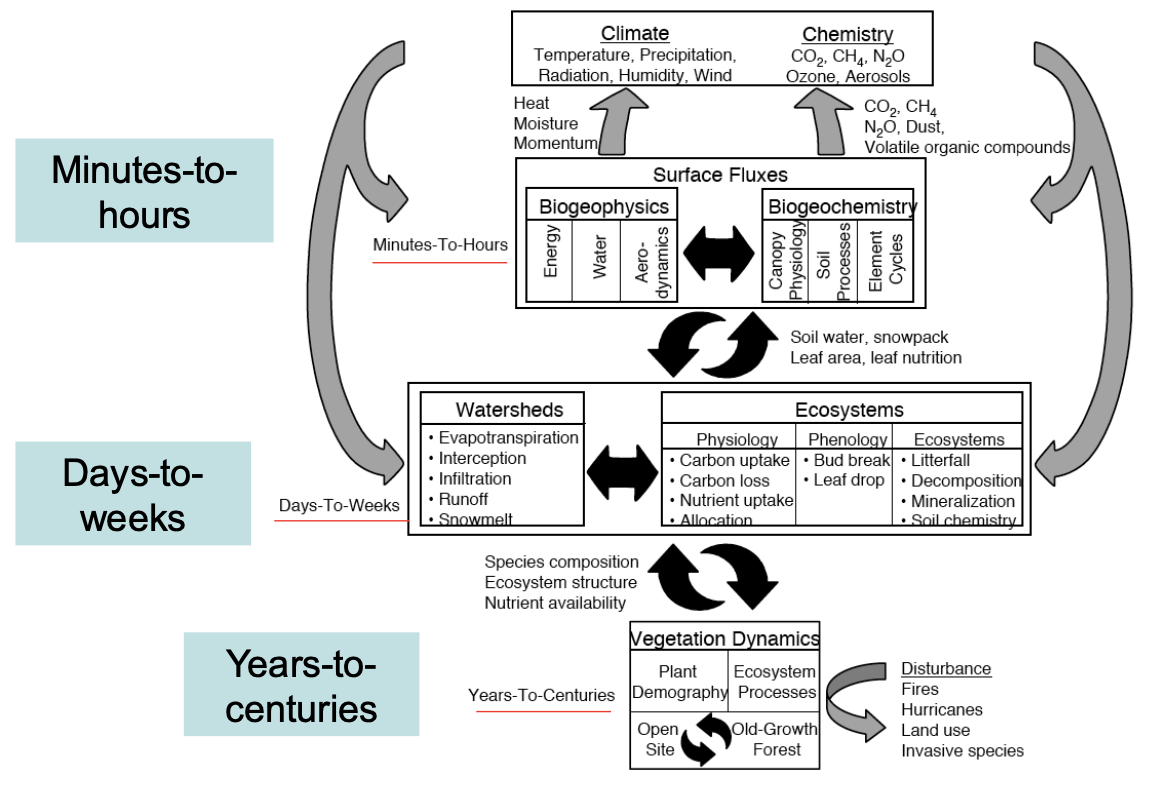 Climate
Temperature, Precipitation,
Radiation, Humidity, Wind
Chemistry
CO₂, CH₄, N₂O
Ozone, Aerosols
Heat
Moisture
Momentum
CO₂, CH₄
N₂O, Dust,
Volatile organic compounds
Minutes-to-
hours
Minutes-To-Hours
Surface Fluxes
Biogeophysics
Energy
Water
Aero-
dynamics
Biogeochemistry
Canopy
Physiology
Soil
Processes
Element
Cycles
Soil water, snowpack
Leaf area, leaf nutrition
Days-to-
weeks
Days-To-Weeks
Watersheds
• Evapotranspiration
• Interception
• Infiltration
• Runoff
• Snowmelt
Ecosystems
Physiology
• Carbon uptake
• Carbon loss
• Nutrient uptake
• Allocation
Phenology
• Bud break
• Leaf drop
Ecosystems
• Litterfall
• Decomposition
• Mineralization
• Soil chemistry
Species composition
Ecosystem structure
Nutrient availability
Years-to-
centuries
Years-To-Centuries
Vegetation Dynamics
Plant
Demography
Ecosystem
Processes
Open
Site
Old-Growth
Forest
Disturbance
Fires
Hurricanes
Land use
Invasive species